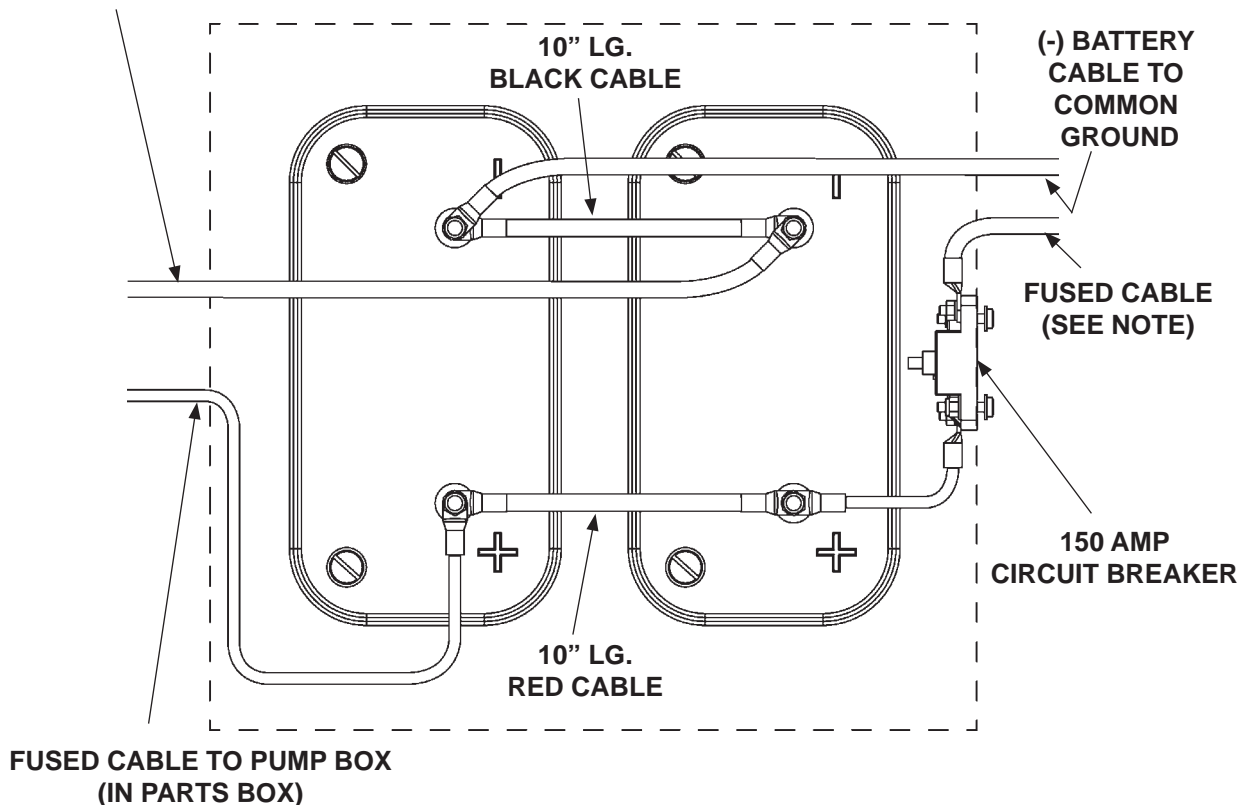 10” LG.
BLACK CABLE
(-) BATTERY
CABLE TO
COMMON
GROUND
FUSED CABLE
(SEE NOTE)
150 AMP
CIRCUIT BREAKER
10” LG.
RED CABLE
FUSED CABLE TO PUMP BOX
(IN PARTS BOX)